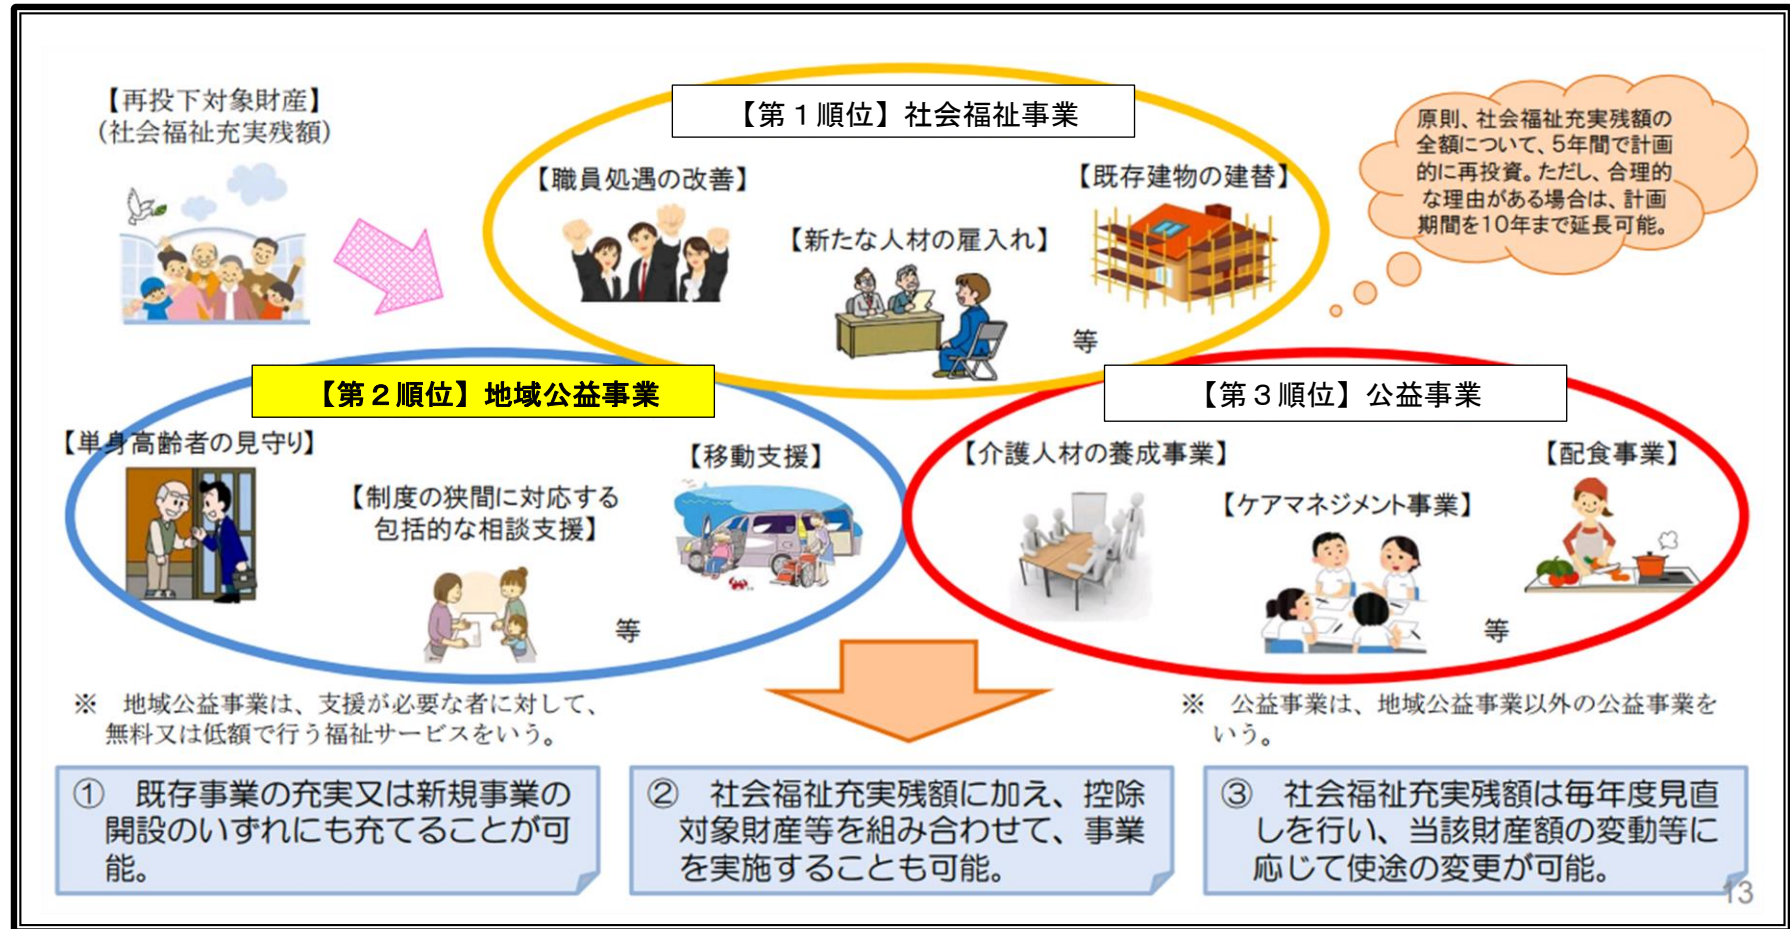 【再投下対象財産】
(社会福祉充実残額)
【第１順位】社会福祉事業
【職員処遇の改善】
【新たな人材の雇入れ】
【既存建物の建替】
等
原則、社会福祉充実残額の
全額について、5年間で計画
的に再投資。ただし、合理的
な理由がある場合は、計画
期間を10年まで延長可能。
【第２順位】地域公益事業
【単身高齢者の見守り】
【制度の狭間に対応する
包括的な相談支援】
【移動支援】
等
【第３順位】公益事業
【介護人材の養成事業】
【ケアマネジメント事業】
【配食事業】
等
※　地域公益事業は、支援が必要な者に対して、
無料又は低額で行う福祉サービスをいう。
※　公益事業は、地域公益事業以外の公益事業を
いう。
①　既存事業の充実又は新規事業の
開設のいずれにも充てることが可
能。
②　社会福祉充実残額に加え、控除
対象財産等を組み合わせて、事業
を実施することも可能。
③　社会福祉充実残額は毎年度見直
しを行い、当該財産額の変動等に
応じて使途の変更が可能。
13